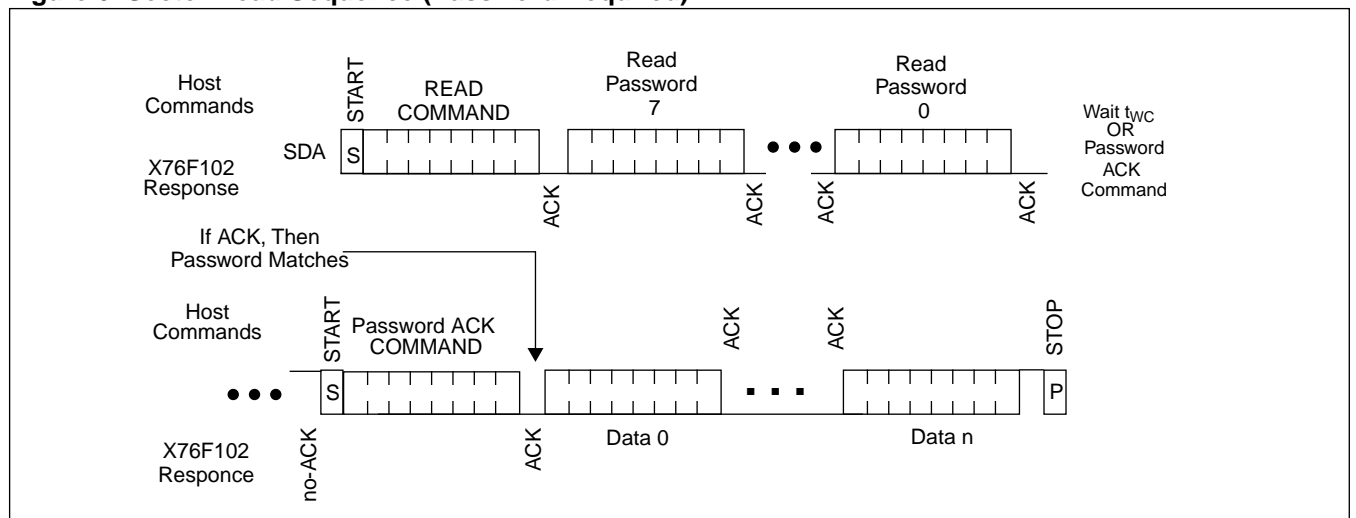 Host
Commands
START
READ
COMMAND
Read
Password
7
Read
Password
0
Wait tWC
OR
Password
ACK
Command
SDA
S
X76F102
Response
ACK
ACK
ACK
ACK
If ACK, Then
Password Matches
Host
Commands
START
Password ACK
COMMAND
ACK
ACK
STOP
S
P
X76F102
Responce
no-ACK
ACK
Data 0
Data n